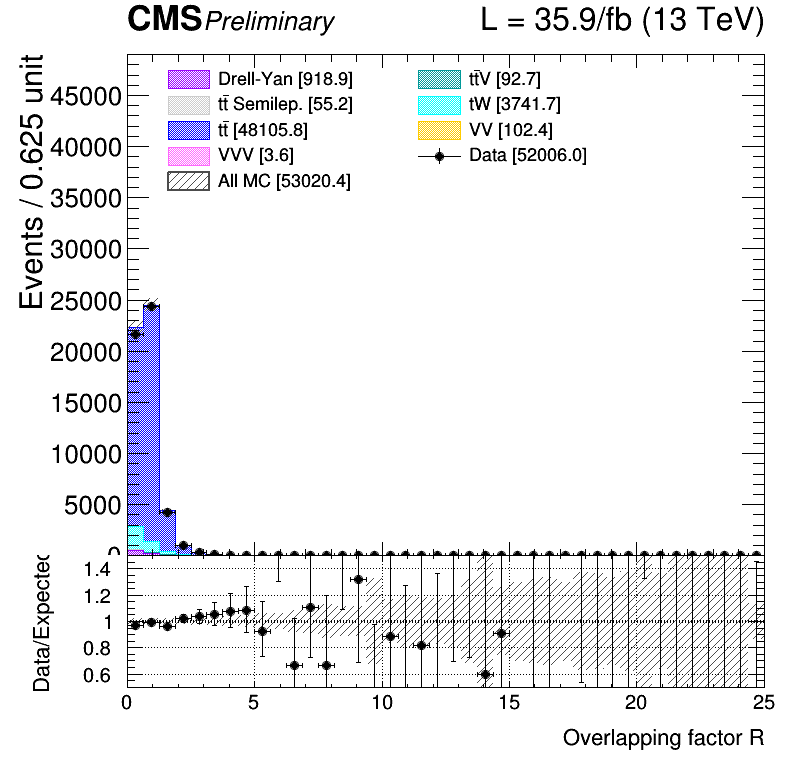 CMS Preliminary L = 35.9/fb (13 TeV)
Events / 0.625 unit
Drell-Yan [918.9]
tt̄ Semilep. [55.2]
tt̄ [48105.8]
VVV [3.6]
All MC [53020.4]
tt̄V [92.7]
tW [3741.7]
VV [102.4]
Data [52006.0]
45000
40000
35000
30000
25000
20000
15000
10000
5000
0
Data/Expected
1.4
1.2
1
0.8
0.6
0 5 10 15 20 25
Overlapping factor R